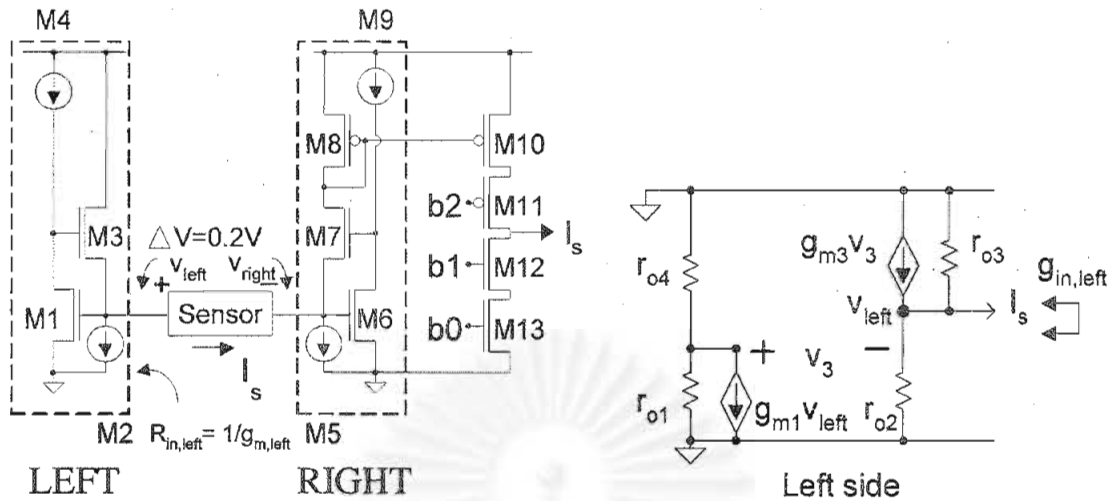 M4
M9
M8
M10
b2
M11
I_s
M3
M7
△V=0.2V
v_left
v_right
+
−
b1
M12
M1
Sensor
M6
b0
M13
I_s
M2
R_in,left = 1/g_m,left
M5
LEFT
RIGHT
g_m3v_3
r_o3
r_o4
g_in,left
v_left
I_s
+
v_3
−
r_o1
g_m1v_left
r_o2
Left side